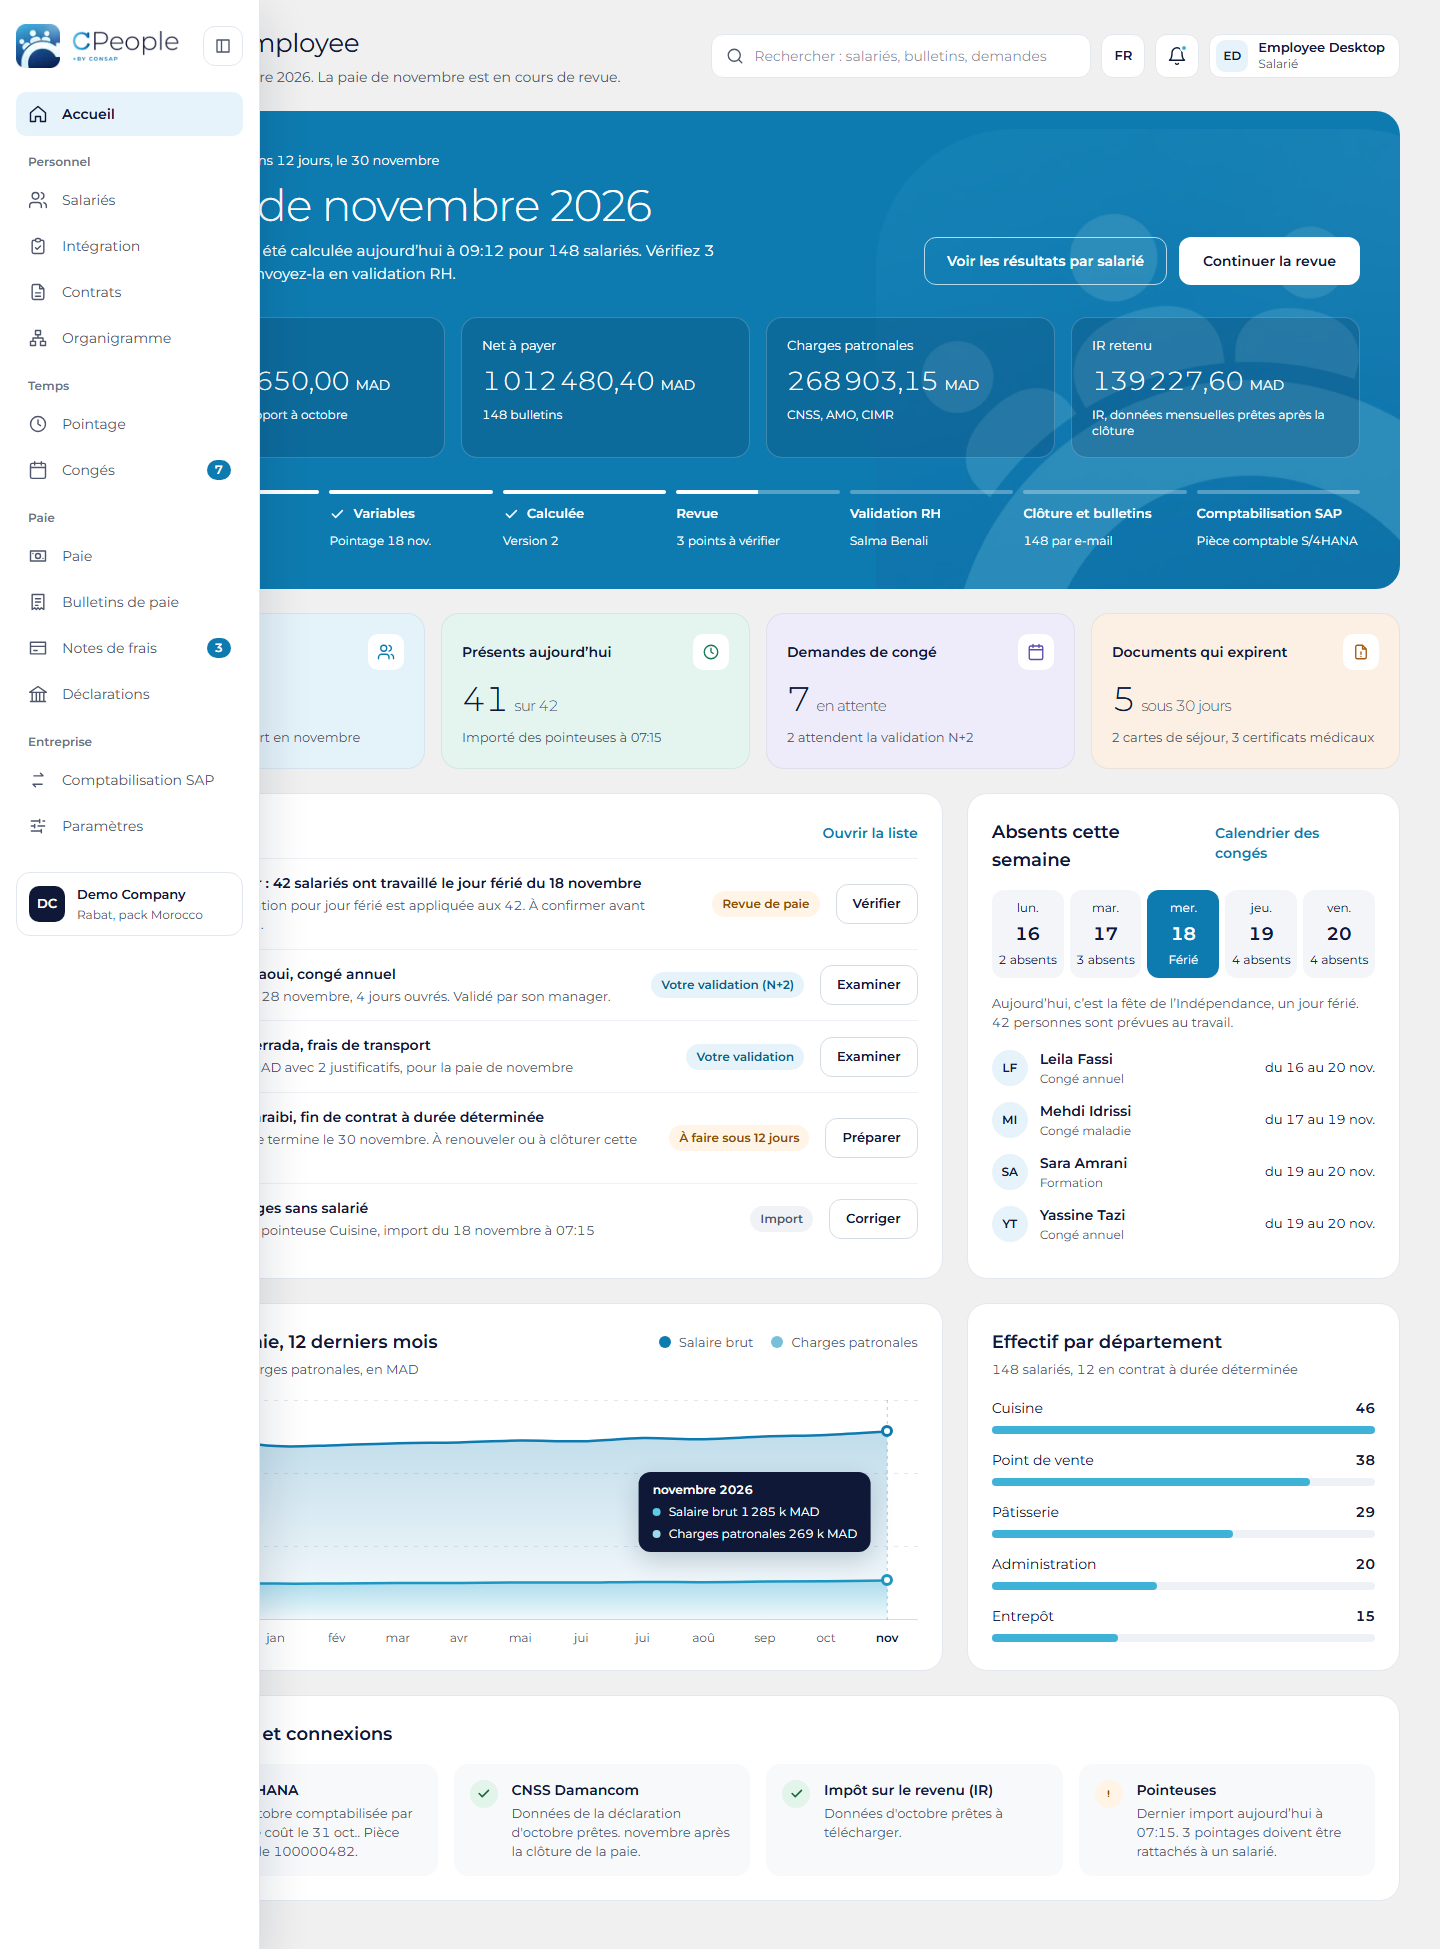 CPeople
BY CONSAP
Accueil
Personnel
Salariés
Intégration
Contrats
Organigramme
Temps
Pointage
Congés 7
Paie
Paie
Bulletins de paie
Notes de frais 3
Déclarations
Entreprise
Comptabilisation SAP
Paramètres
DC Demo Company
Rabat, pack Morocco
mployee
re 2026. La paie de novembre est en cours de revue.
Rechercher : salariés, bulletins, demandes
FR
ED Employee Desktop
Salarié
ns 12 jours, le 30 novembre
de novembre 2026
été calculée aujourd’hui à 09:12 pour 148 salariés. Vérifiez 3
nvoyez-la en validation RH.
Voir les résultats par salarié
Continuer la revue
650,00 MAD
pport à octobre
Net à payer
1 012 480,40 MAD
148 bulletins
Charges patronales
268 903,15 MAD
CNSS, AMO, CIMR
IR retenu
139 227,60 MAD
IR, données mensuelles prêtes après la
clôture
Variables
Pointage 18 nov.
Calculée
Version 2
Revue
3 points à vérifier
Validation RH
Salma Benali
Clôture et bulletins
148 par e-mail
Comptabilisation SAP
Pièce comptable S/4HANA
rt en novembre
Présents aujourd’hui
41 sur 42
Importé des pointeuses à 07:15
Demandes de congé
7 en attente
2 attendent la validation N+2
Documents qui expirent
5 sous 30 jours
2 cartes de séjour, 3 certificats médicaux
Ouvrir la liste
r : 42 salariés ont travaillé le jour férié du 18 novembre
tion pour jour férié est appliquée aux 42. À confirmer avant
.
Revue de paie
Vérifier
aoui, congé annuel
28 novembre, 4 jours ouvrés. Validé par son manager.
Votre validation (N+2)
Examiner
errada, frais de transport
AD avec 2 justificatifs, pour la paie de novembre
Votre validation
Examiner
araibi, fin de contrat à durée déterminée
e termine le 30 novembre. À renouveler ou à clôturer cette
À faire sous 12 jours
Préparer
ges sans salarié
pointeuse Cuisine, import du 18 novembre à 07:15
Import
Corriger
Absents cette
semaine
Calendrier des
congés
lun.
16
2 absents
mar.
17
3 absents
mer.
18
Férié
jeu.
19
4 absents
ven.
20
4 absents
Aujourd’hui, c’est la fête de l’Indépendance, un jour férié.
42 personnes sont prévues au travail.
LF Leila Fassi
Congé annuel
du 16 au 20 nov.
MI Mehdi Idrissi
Congé maladie
du 17 au 19 nov.
SA Sara Amrani
Formation
du 19 au 20 nov.
YT Yassine Tazi
Congé annuel
du 19 au 20 nov.
ie, 12 derniers mois
rges patronales, en MAD
Salaire brut
Charges patronales
novembre 2026
Salaire brut 1 285 k MAD
Charges patronales 269 k MAD
jan fév mar avr mai jui jui aoû sep oct nov
Effectif par département
148 salariés, 12 en contrat à durée déterminée
Cuisine 46
Point de vente 38
Pâtisserie 29
Administration 20
Entrepôt 15
et connexions
HANA
tobre comptabilisée par
e coût le 31 oct.. Pièce
le 100000482.
CNSS Damancom
Données de la déclaration
d'octobre prêtes. novembre après
la clôture de la paie.
Impôt sur le revenu (IR)
Données d'octobre prêtes à
télécharger.
Pointeuses
Dernier import aujourd’hui à
07:15. 3 pointages doivent être
rattachés à un salarié.